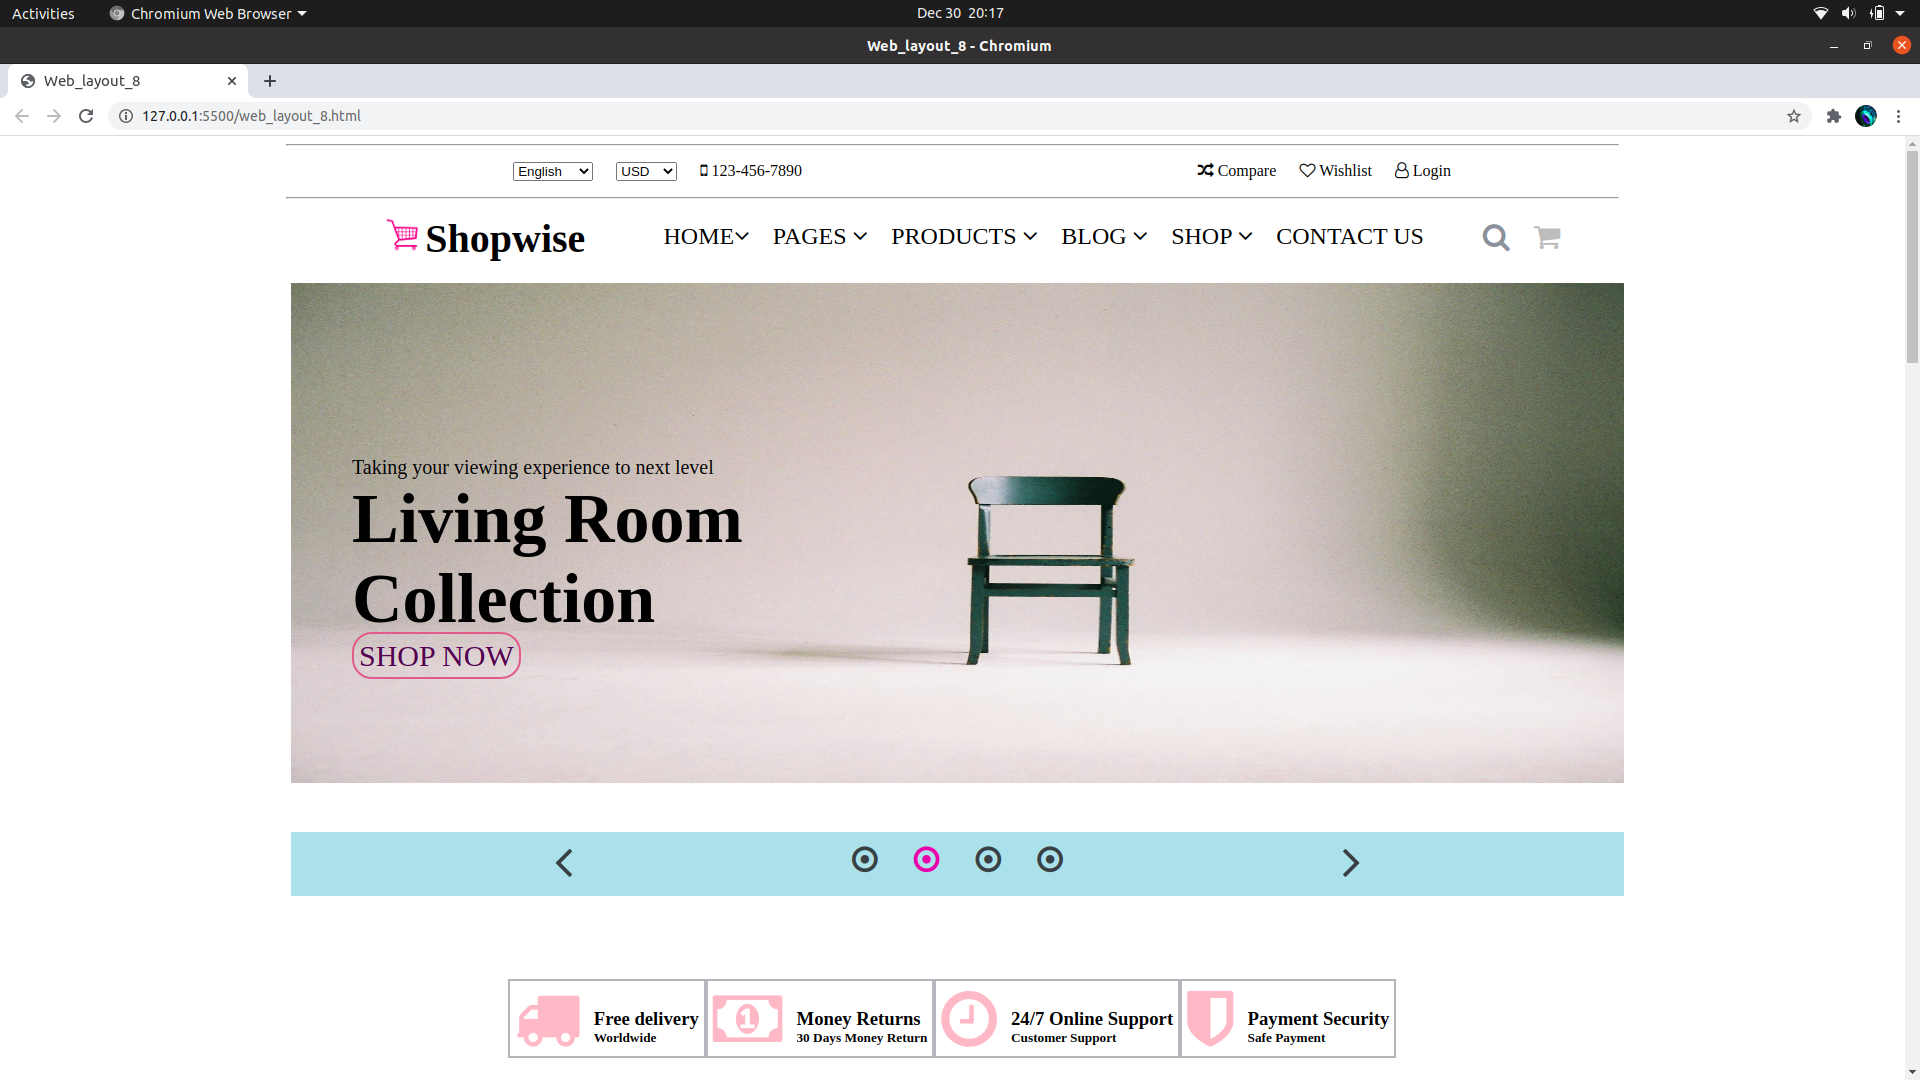 Activities
Chromium Web Browser
Dec 30 20:17
Web_layout_8 - Chromium
Web_layout_8
127.0.0.1:5500/web_layout_8.html
English
USD
123-456-7890
Compare
Wishlist
Login
Shopwise
HOME
PAGES
PRODUCTS
BLOG
SHOP
CONTACT US
Taking your viewing experience to next level
Living Room
Collection
SHOP NOW
1
Free delivery
Worldwide
Money Returns
30 Days Money Return
24/7 Online Support
Customer Support
Payment Security
Safe Payment